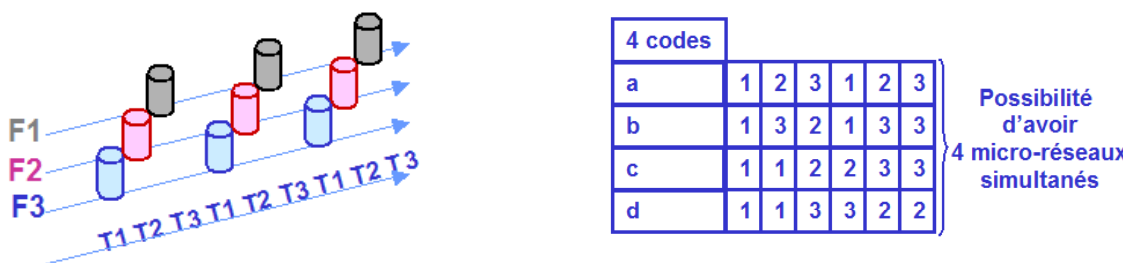 F1
F2
F3
T1 T2 T3 T1 T2 T3 T1 T2 T3
4 codes
a 1 2 3 1 2 3
b 1 3 2 1 3 3
c 1 1 2 2 3 3
d 1 1 3 3 2 2
Possibilité
d'avoir
4 micro-réseaux
simultanés